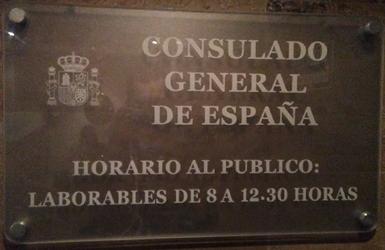 CONSULADO
GENERAL
DE ESPAÑA
HORARIO AL PUBLICO:
LABORABLES DE 8 A 12.30 HORAS